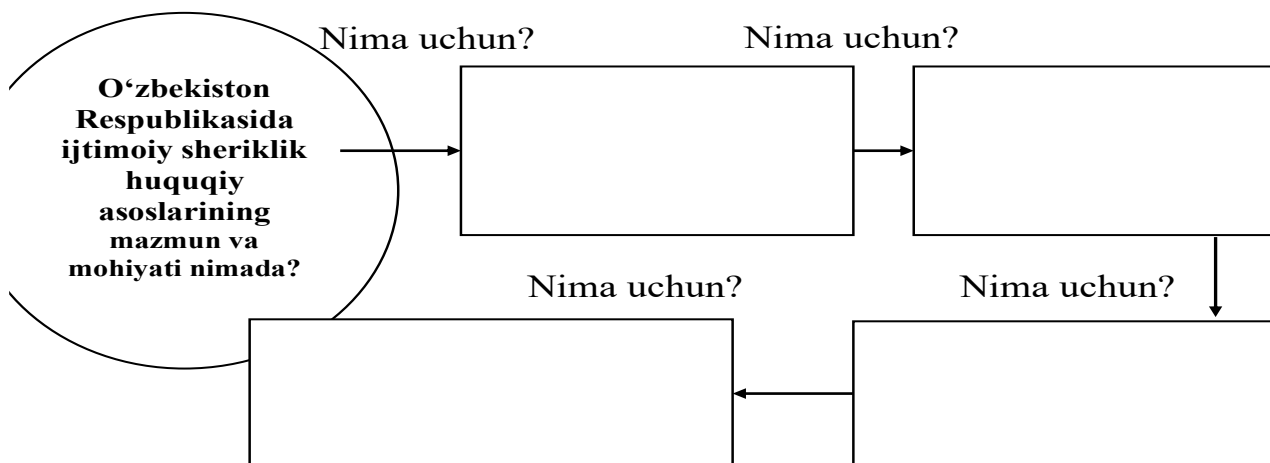 Nima uchun?
Nima uchun?
O‘zbekiston
Respublikasida
ijtimoiy sheriklik
huquqiy
asoslarining
mazmun va
mohiyati nimada?
Nima uchun?
Nima uchun?